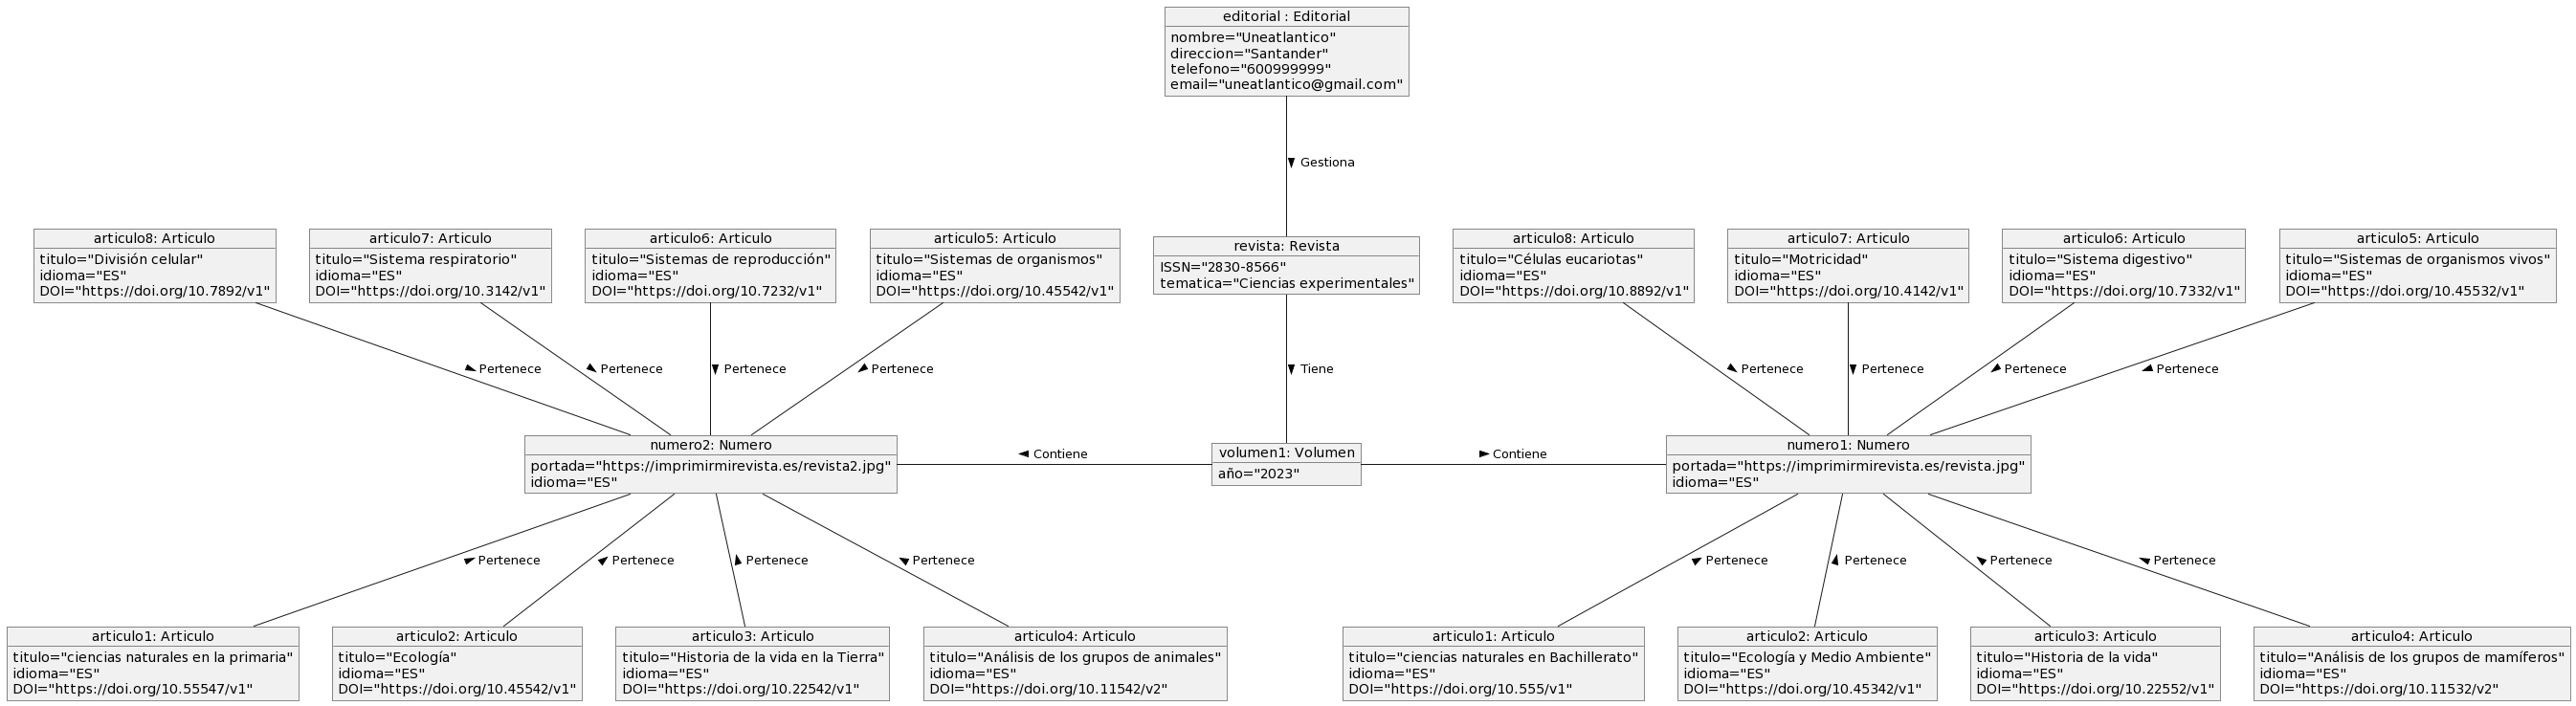 editorial : Editorial
nombre="Uneatlantico"
direccion="Santander"
telefono="600999999"
email="uneatlantico@gmail.com"
Gestiona
articulo8: Articulo
titulo="División celular"
idioma="ES"
DOI="https://doi.org/10.7892/v1"
articulo7: Articulo
titulo="Sistema respiratorio"
idioma="ES"
DOI="https://doi.org/10.3142/v1"
articulo6: Articulo
titulo="Sistemas de reproducción"
idioma="ES"
DOI="https://doi.org/10.7232/v1"
articulo5: Articulo
titulo="Sistemas de organismos"
idioma="ES"
DOI="https://doi.org/10.45542/v1"
revista: Revista
ISSN="2830-8566"
tematica="Ciencias experimentales"
articulo8: Articulo
titulo="Células eucariotas"
idioma="ES"
DOI="https://doi.org/10.8892/v1"
articulo7: Articulo
titulo="Motricidad"
idioma="ES"
DOI="https://doi.org/10.4142/v1"
articulo6: Articulo
titulo="Sistema digestivo"
idioma="ES"
DOI="https://doi.org/10.7332/v1"
articulo5: Articulo
titulo="Sistemas de organismos vivos"
idioma="ES"
DOI="https://doi.org/10.45532/v1"
Pertenece
Pertenece
Pertenece
Pertenece
Tiene
Pertenece
Pertenece
Pertenece
Pertenece
numero2: Numero
portada="https://imprimirmirevista.es/revista2.jpg"
idioma="ES"
Contiene
volumen1: Volumen
año="2023"
Contiene
numero1: Numero
portada="https://imprimirmirevista.es/revista.jpg"
idioma="ES"
Pertenece
Pertenece
Pertenece
Pertenece
Pertenece
Pertenece
Pertenece
Pertenece
articulo1: Articulo
titulo="ciencias naturales en la primaria"
idioma="ES"
DOI="https://doi.org/10.55547/v1"
articulo2: Articulo
titulo="Ecología"
idioma="ES"
DOI="https://doi.org/10.45542/v1"
articulo3: Articulo
titulo="Historia de la vida en la Tierra"
idioma="ES"
DOI="https://doi.org/10.22542/v1"
articulo4: Articulo
titulo="Análisis de los grupos de animales"
idioma="ES"
DOI="https://doi.org/10.11542/v2"
articulo1: Articulo
titulo="ciencias naturales en Bachillerato"
idioma="ES"
DOI="https://doi.org/10.555/v1"
articulo2: Articulo
titulo="Ecología y Medio Ambiente"
idioma="ES"
DOI="https://doi.org/10.45342/v1"
articulo3: Articulo
titulo="Historia de la vida"
idioma="ES"
DOI="https://doi.org/10.22552/v1"
articulo4: Articulo
titulo="Análisis de los grupos de mamíferos"
idioma="ES"
DOI="https://doi.org/10.11532/v2"